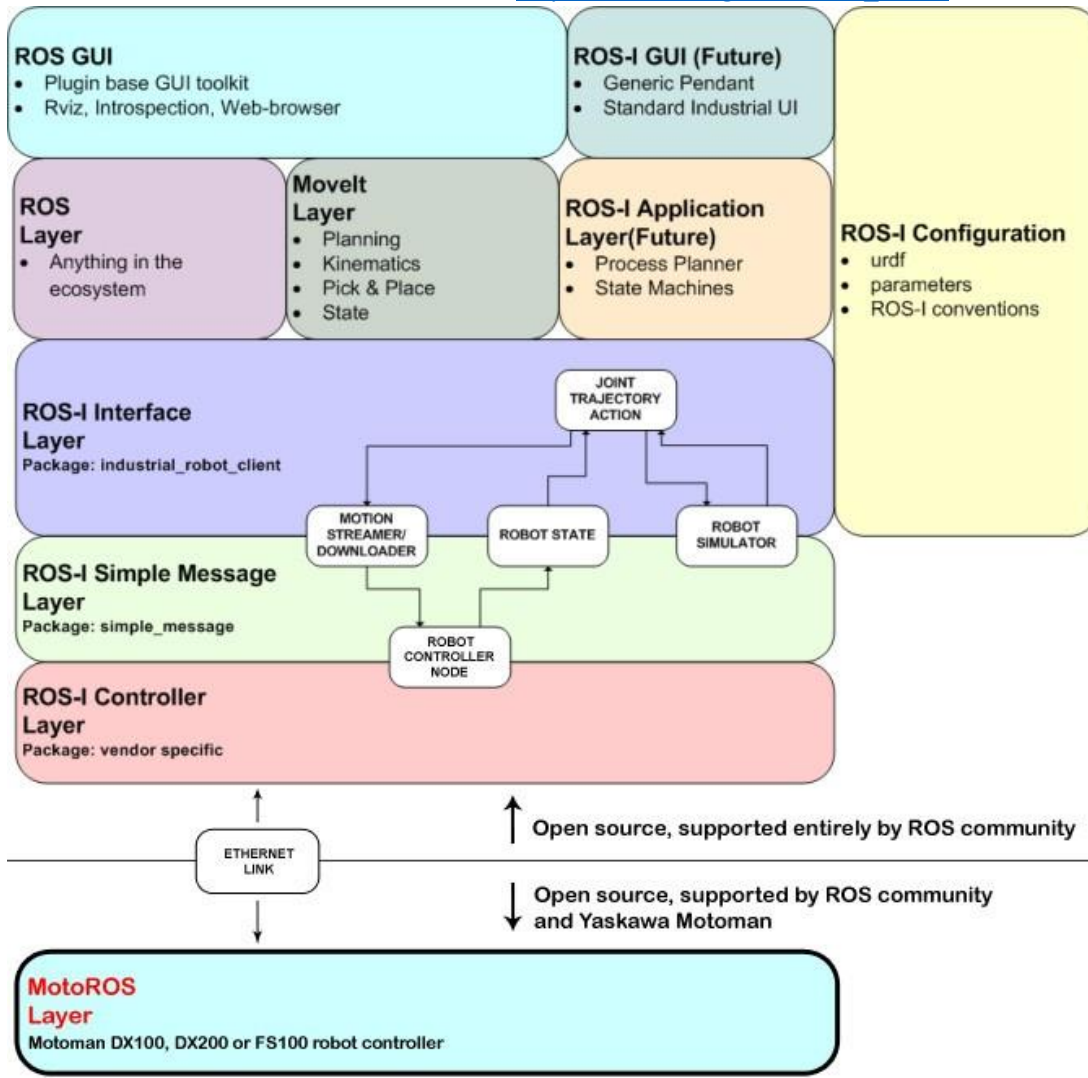 ROS GUI
• Plugin base GUI toolkit
• Rviz, Introspection, Web-browser
ROS-I GUI (Future)
• Generic Pendant
• Standard Industrial UI
ROS
Layer
• Anything in the
ecosystem
MoveIt
Layer
• Planning
• Kinematics
• Pick & Place
• State
ROS-I Application
Layer(Future)
• Process Planner
• State Machines
ROS-I Configuration
• urdf
• parameters
• ROS-I conventions
ROS-I Interface
Layer
Package: industrial_robot_client
JOINT
TRAJECTORY
ACTION
MOTION
STREAMER/
DOWNLOADER
ROBOT STATE
ROBOT
SIMULATOR
ROS-I Simple Message
Layer
Package: simple_message
ROBOT
CONTROLLER
NODE
ROS-I Controller
Layer
Package: vendor specific
ETHERNET
LINK
Open source, supported entirely by ROS community
Open source, supported by ROS community
and Yaskawa Motoman
MotoROS
Layer
Motoman DX100, DX200 or FS100 robot controller